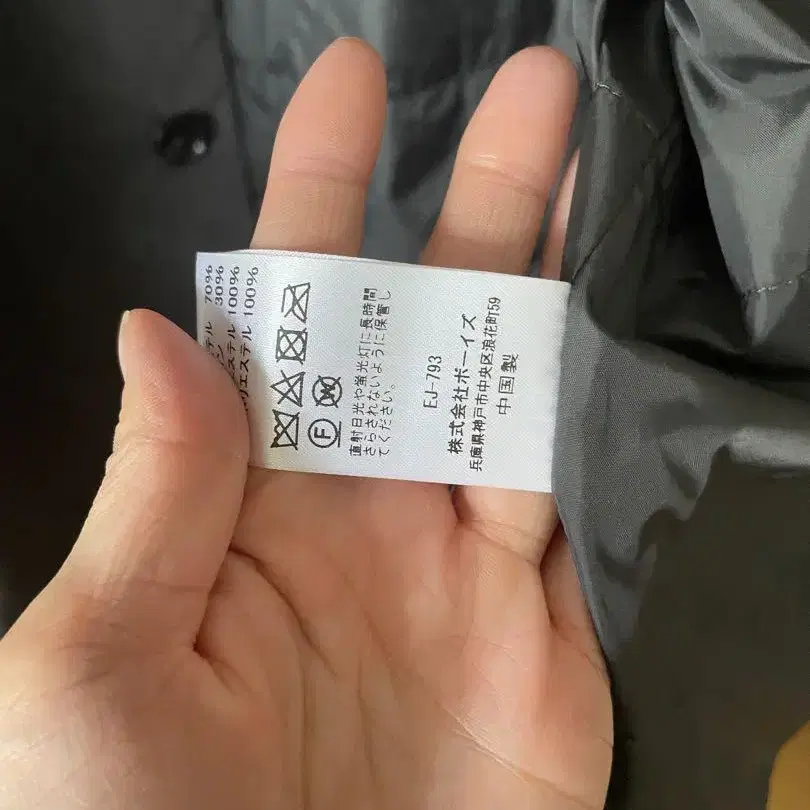 ステル 70%
30%
エステル 100%
リエステル 100%
F
W
直射日光や蛍光灯に長時間
さらされないように保管し
てください。
EJ-793
株式会社ボーイズ
兵庫県神戸市中央区浪花町59
中国製